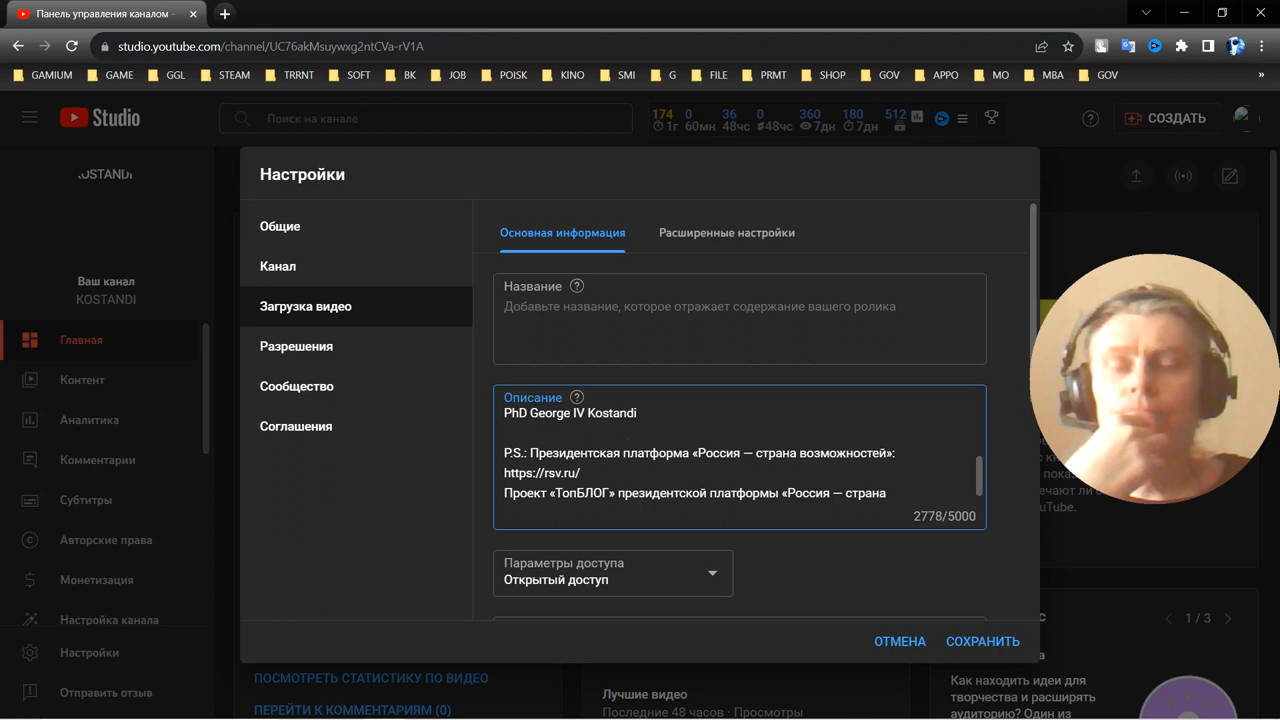 Панель управления каналом –
studio.youtube.com/channel/UC76akMsuywxg2ntCVa-rV1A
GAMIUM GAME GGL STEAM TRRNT SOFT BK JOB POISK KINO SMI G FILE PRMT SHOP GOV APPO MO MBA GOV »
Studio
Поиск на канале
174 0 36 0 360 180 512
1г 60мн 48чс 48чс 7дн 7дн
СОЗДАТЬ
Ваш канал
KOSTANDI
Главная
Контент
Аналитика
Комментарии
Субтитры
Авторские права
Монетизация
Настройка канала
Настройки
Отправить отзыв
Настройки
Общие
Канал
Загрузка видео
Разрешения
Сообщество
Соглашения
Основная информация Расширенные настройки
Название
Добавьте название, которое отражает содержание вашего ролика
Описание
PhD George IV Kostandi
P.S.: Президентская платформа «Россия — страна возможностей»:
https://rsv.ru/
Проект «ТопБЛОГ» президентской платформы «Россия — страна
2778/5000
Параметры доступа
Открытый доступ
ОТМЕНА СОХРАНИТЬ
ПОСМОТРЕТЬ СТАТИСТИКУ ПО ВИДЕО
ПЕРЕЙТИ К КОММЕНТАРИЯМ (0)
Лучшие видео
Последние 48 часов · Просмотры
1 / 3
Как находить идеи для
творчества и расширять
аудиторию? Один из